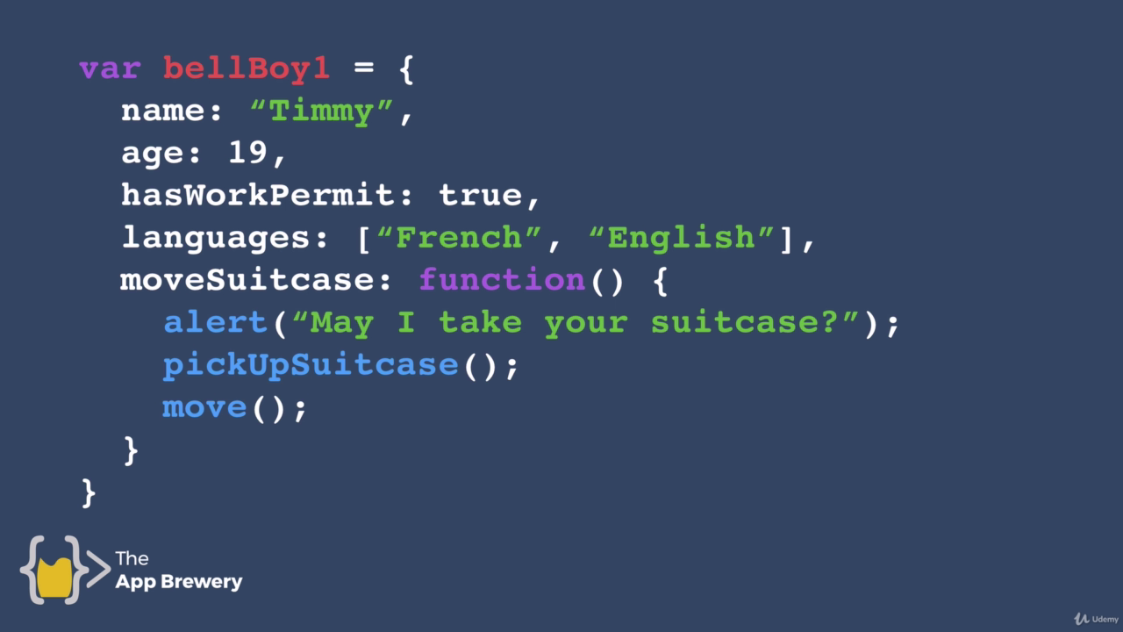 var bellBoy1 = {
  name: “Timmy”,
  age: 19,
  hasWorkPermit: true,
  languages: [“French”, “English”],
  moveSuitcase: function() {
    alert(“May I take your suitcase?”);
    pickUpSuitcase();
    move();
  }
}
The
App Brewery
Udemy